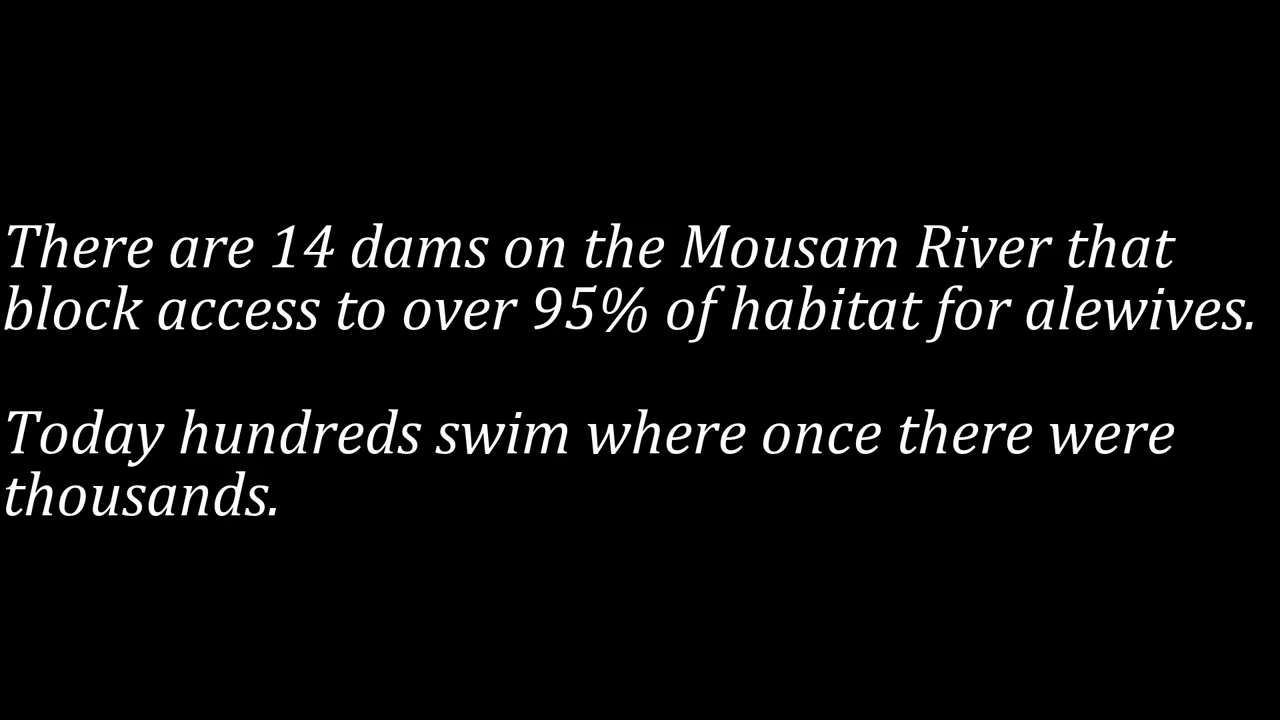 There are 14 dams on the Mousam River that
block access to over 95% of habitat for alewives.
Today hundreds swim where once there were
thousands.